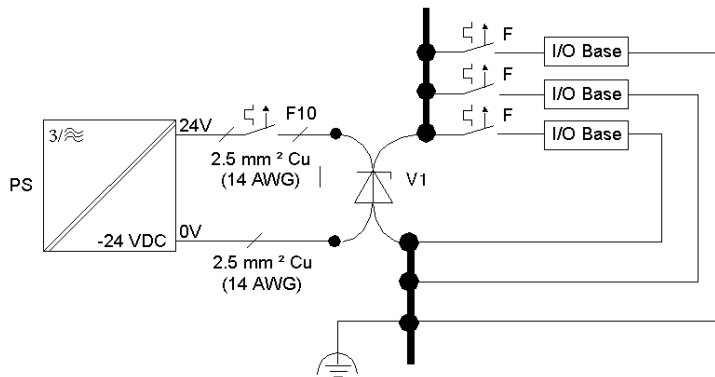 F
I/O Base
F
I/O Base
3/
24V
F10
F
I/O Base
2.5 mm ² Cu
(14 AWG)
PS
V1
-24 VDC
0V
2.5 mm ² Cu
(14 AWG)